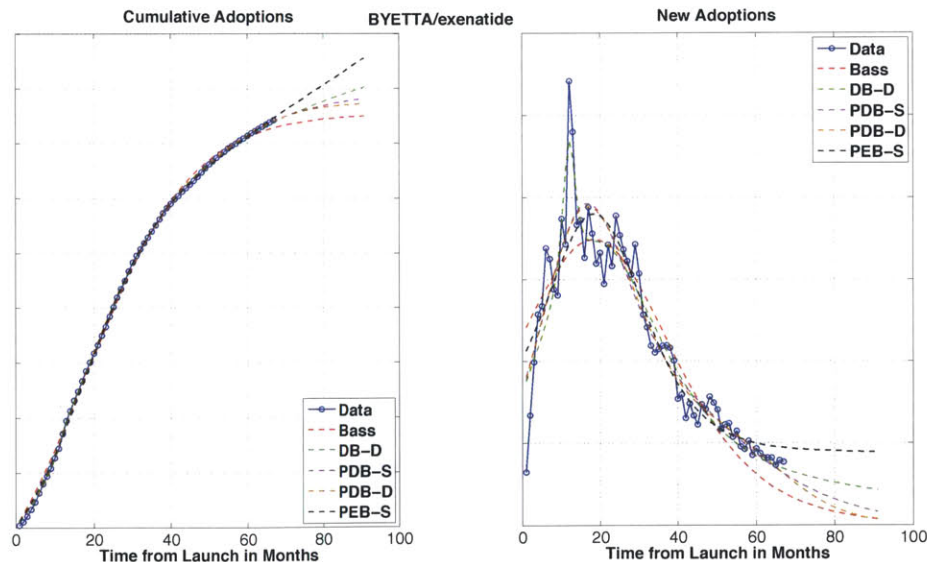 Cumulative Adoptions
BYETTA/exenatide
New Adoptions
Data
Bass
DB-D
PDB-S
PDB-D
PEB-S
0
20
40
60
80
100
Time from Launch in Months
Data
Bass
DB-D
PDB-S
PDB-D
PEB-S
0
20
40
60
80
100
Time from Launch in Months